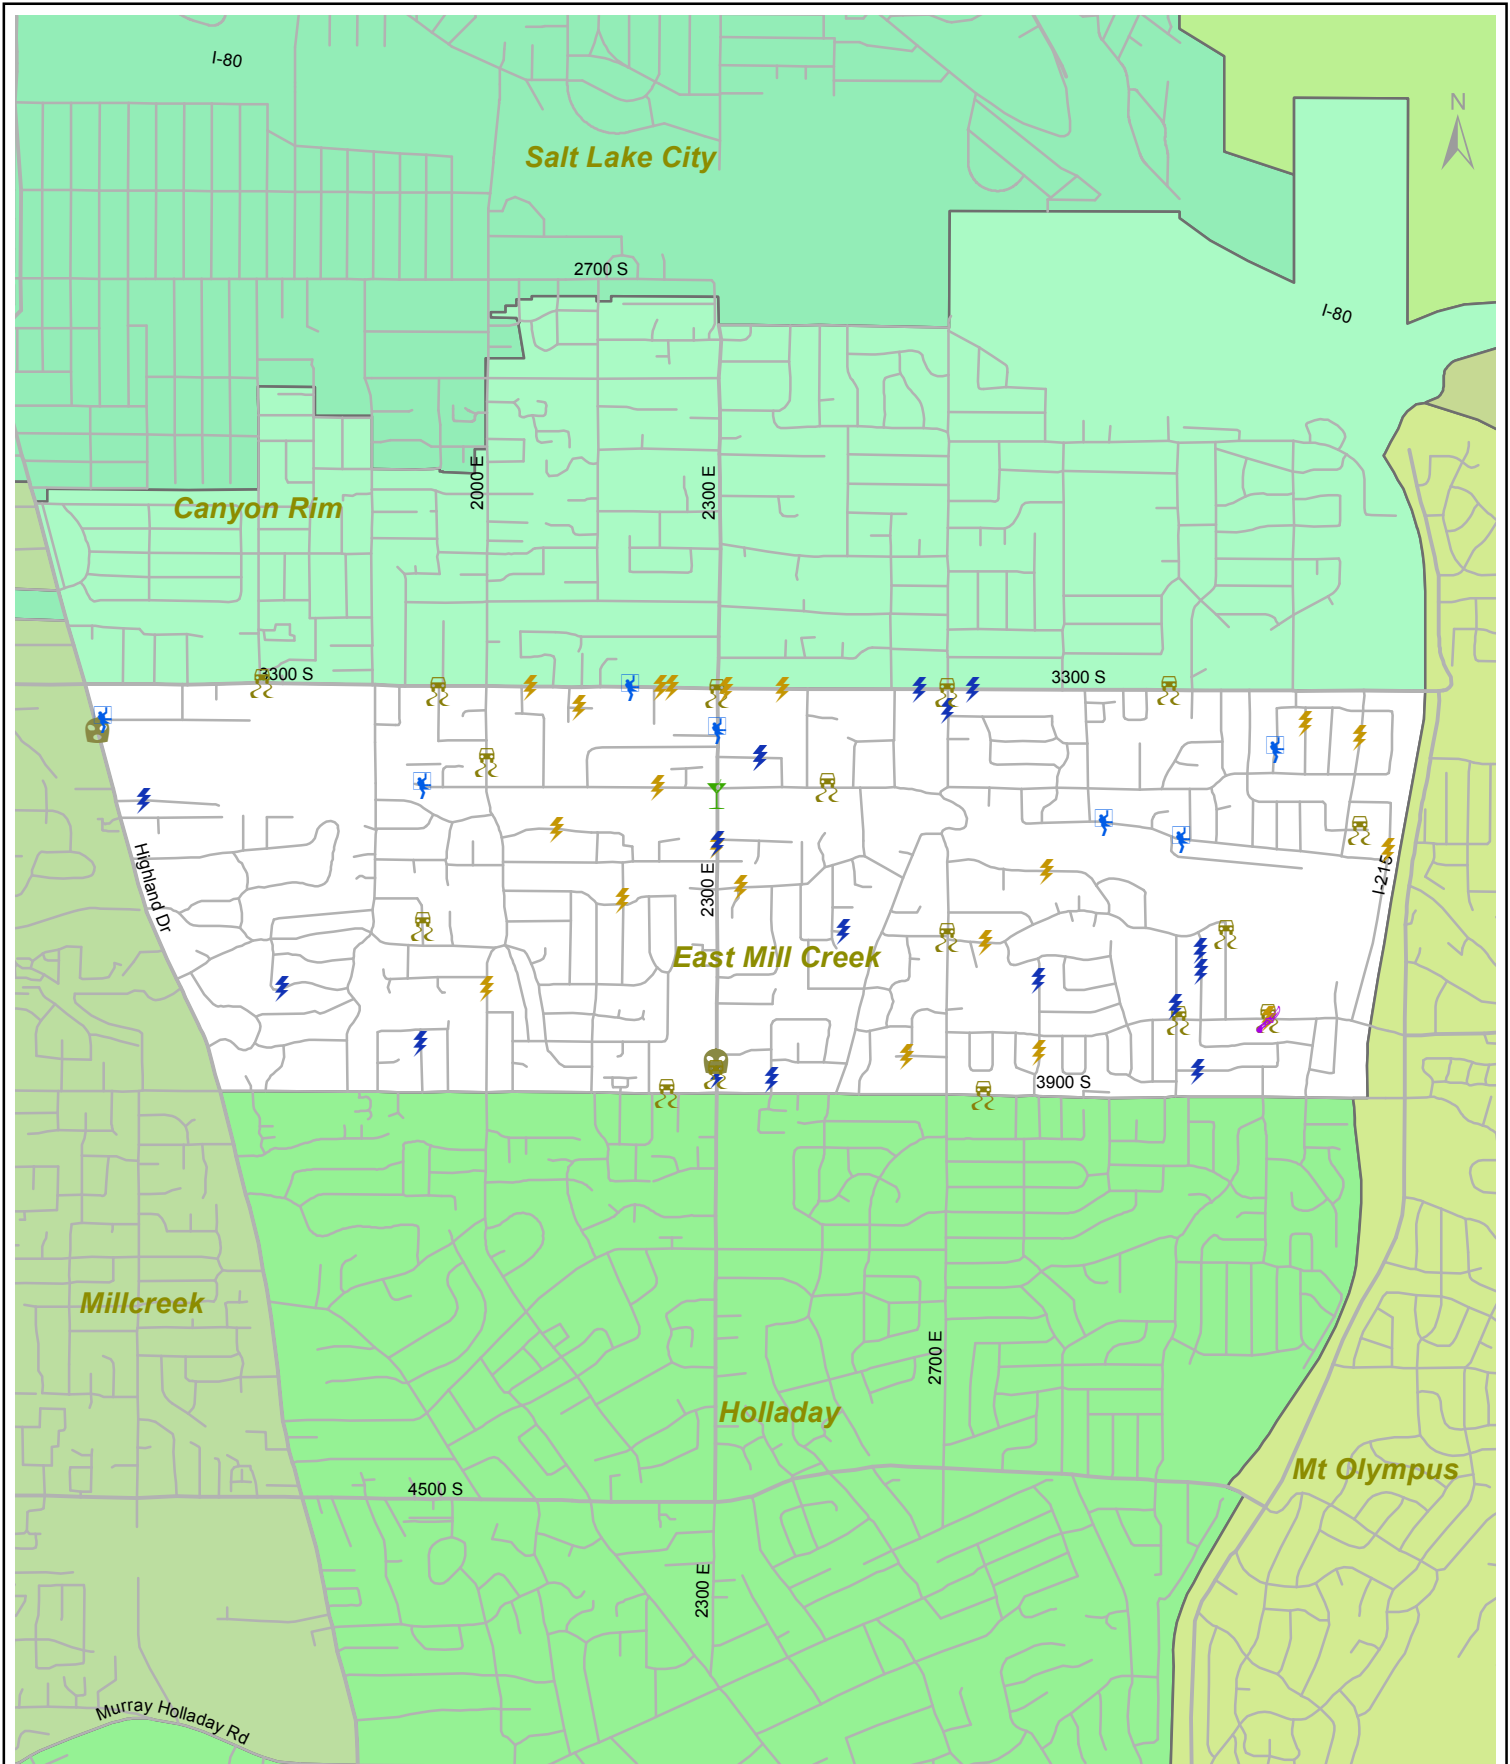 I-80
N
Salt Lake City
2700 S
I-80
2000 E
2300 E
Canyon Rim
3300 S
3300 S
Highland Dr
2300 E
I-215
East Mill Creek
3900 S
Millcreek
2700 E
Holladay
Mt Olympus
4500 S
2300 E
Murray Holladay Rd